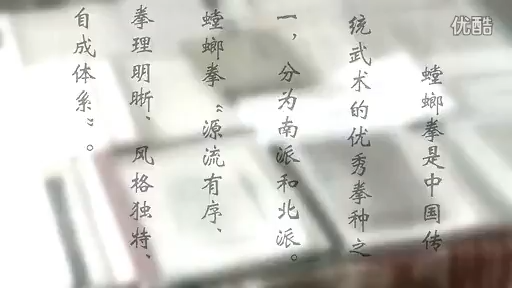 螳螂拳是中国传
统武术的优秀拳种之
一，分为南派和北派。
螳螂拳“源流有序、
拳理明晰、风格独特、
自成体系”。
优酷